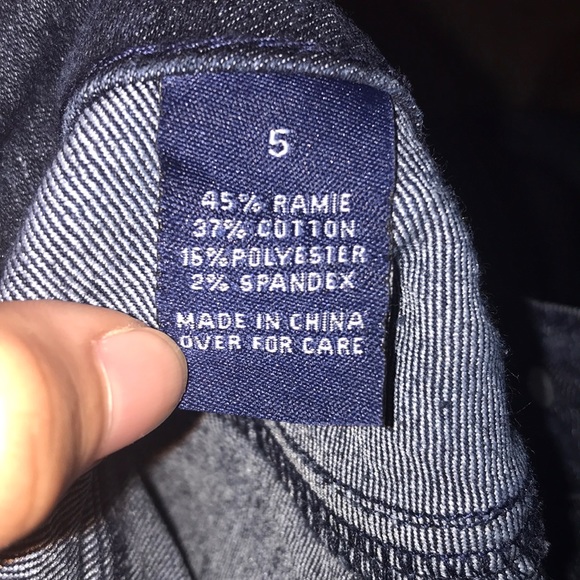 5
45% RAMIE
37% COTTON
16%POLYESTER
2% SPANDEX
MADE IN CHINA
OVER FOR CARE